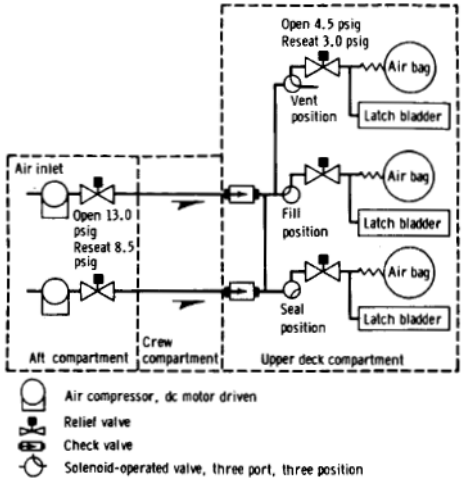 Open 4.5 psig
Reseat 3.0 psig
Air bag
Vent
position
Latch bladder
Air inlet
Open 13.0
psig
Reseat 8.5
psig
Air bag
Fill
position
Latch bladder
Air bag
Seal
position
Latch bladder
Aft compartment
Crew
compartment
Upper deck compartment
Air compressor, dc motor driven
Relief valve
Check valve
Solenoid-operated valve, three port, three position